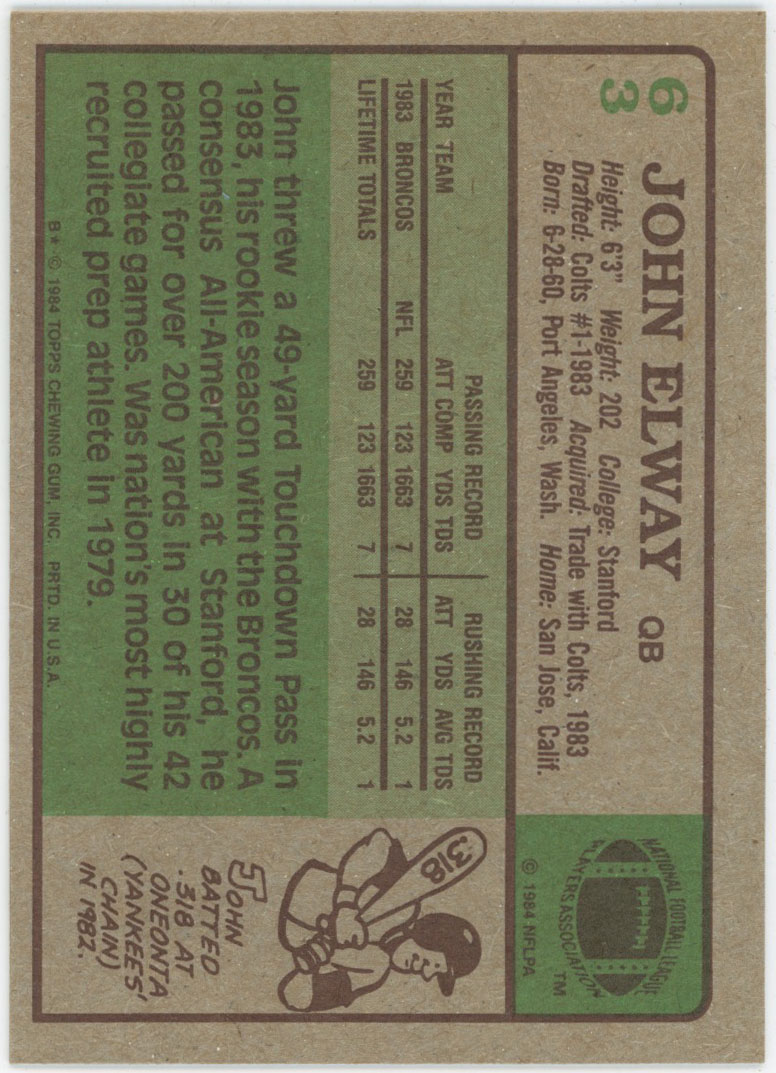 63
JOHN ELWAY QB
Height: 6'3" Weight: 202 College: Stanford
Drafted: Colts #1-1983 Acquired: Trade with Colts, 1983
Born: 6-28-60, Port Angeles, Wash. Home: San Jose, Calif.
NATIONAL FOOTBALL LEAGUE
PLAYERS ASSOCIATION
TM
© 1984 NFLPA
PASSING RECORD RUSHING RECORD
YEAR TEAM ATT COMP YDS TDS ATT YDS AVG TDS
1983 BRONCOS NFL 259 123 1663 7 28 146 5.2 1
LIFETIME TOTALS 259 123 1663 7 28 146 5.2 1
John threw a 49-yard Touchdown Pass in
1983, his rookie season with the Broncos. A
consensus All-American at Stanford, he
passed for over 200 yards in 30 of his 42
collegiate games. Was nation's most highly
recruited prep athlete in 1979.
B* © 1984 TOPPS CHEWING GUM, INC. PRTD. IN U.S.A.
.318
JOHN
BATTED
.318 AT
ONEONTA
(YANKEES'
CHAIN)
IN 1982.